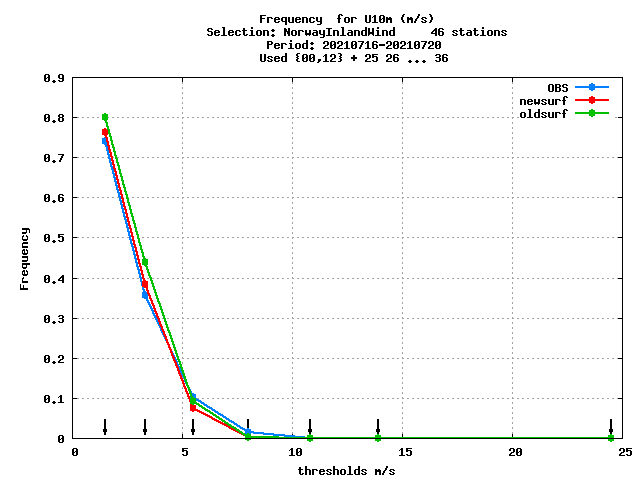 Frequency  for U10m (m/s)
Selection: NorwayInlandWind     46 stations
Period: 20210716-20210720
Used {00,12} + 25 26 ... 36
OBS
newsurf
oldsurf
Frequency
0.9
0.8
0.7
0.6
0.5
0.4
0.3
0.2
0.1
0
0 5 10 15 20 25
thresholds m/s